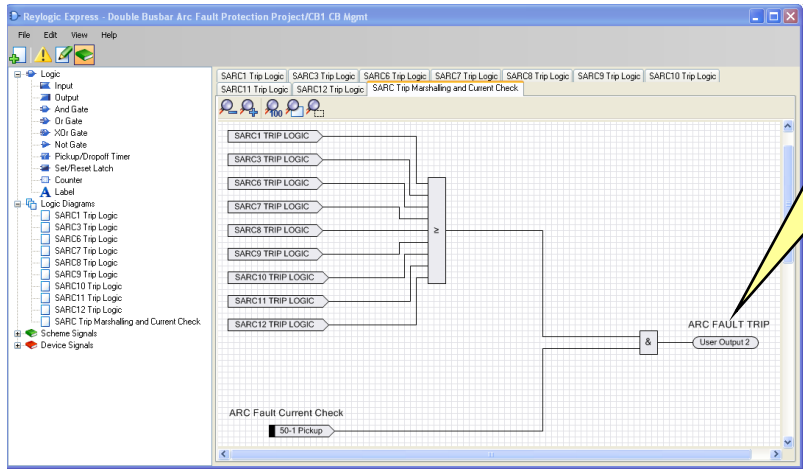 Reylogic Express - Double Busbar Arc Fault Protection Project/CB1 CB Mgmt
File Edit View Help
Logic
Input
Output
And Gate
Or Gate
XOr Gate
Not Gate
Pickup/Dropoff Timer
Set/Reset Latch
Counter
A Label
Logic Diagrams
SARC1 Trip Logic
SARC3 Trip Logic
SARC6 Trip Logic
SARC7 Trip Logic
SARC8 Trip Logic
SARC9 Trip Logic
SARC10 Trip Logic
SARC11 Trip Logic
SARC12 Trip Logic
SARC Trip Marshalling and Current Check
Scheme Signals
Device Signals
SARC1 Trip Logic SARC3 Trip Logic SARC6 Trip Logic SARC7 Trip Logic SARC8 Trip Logic SARC9 Trip Logic SARC10 Trip Logic
SARC11 Trip Logic SARC12 Trip Logic SARC Trip Marshalling and Current Check
100
SARC1 TRIP LOGIC
SARC3 TRIP LOGIC
SARC6 TRIP LOGIC
SARC7 TRIP LOGIC
SARC8 TRIP LOGIC
≥
SARC9 TRIP LOGIC
SARC10 TRIP LOGIC
SARC11 TRIP LOGIC
SARC12 TRIP LOGIC
ARC FAULT TRIP
& User Output 2
ARC Fault Current Check
50-1 Pickup